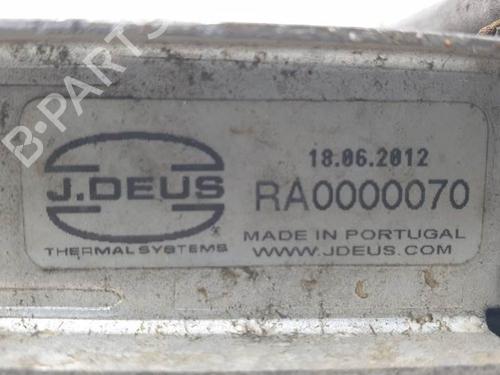 B-PARTS
18.06.2012
J.DEUS
RA0000070
THERMAL SYSTEMS
MADE IN PORTUGAL
WWW.JDEUS.COM